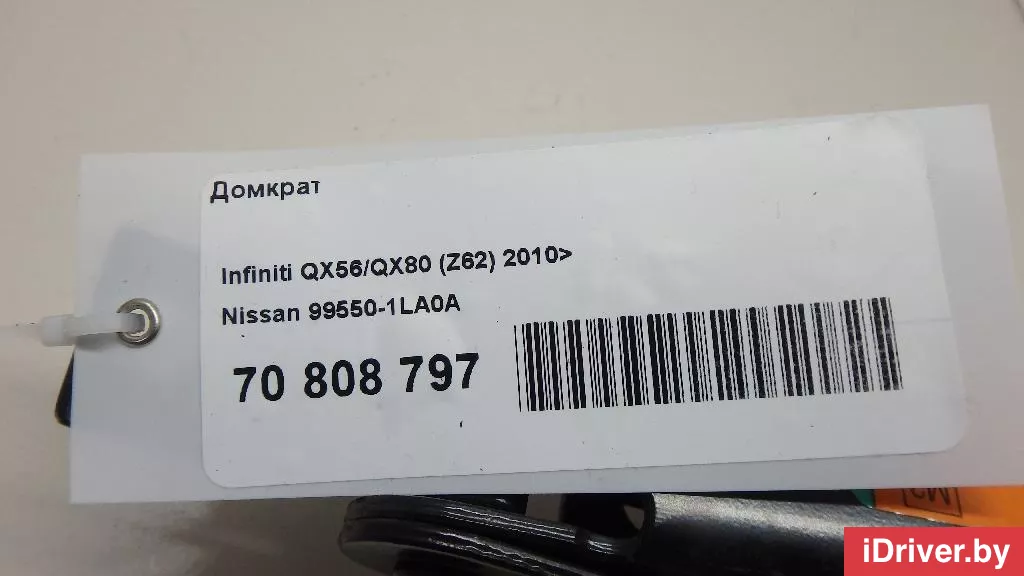 Домкрат
Infiniti QX56/QX80 (Z62) 2010>
Nissan 99550-1LA0A
70 808 797
iDriver.by